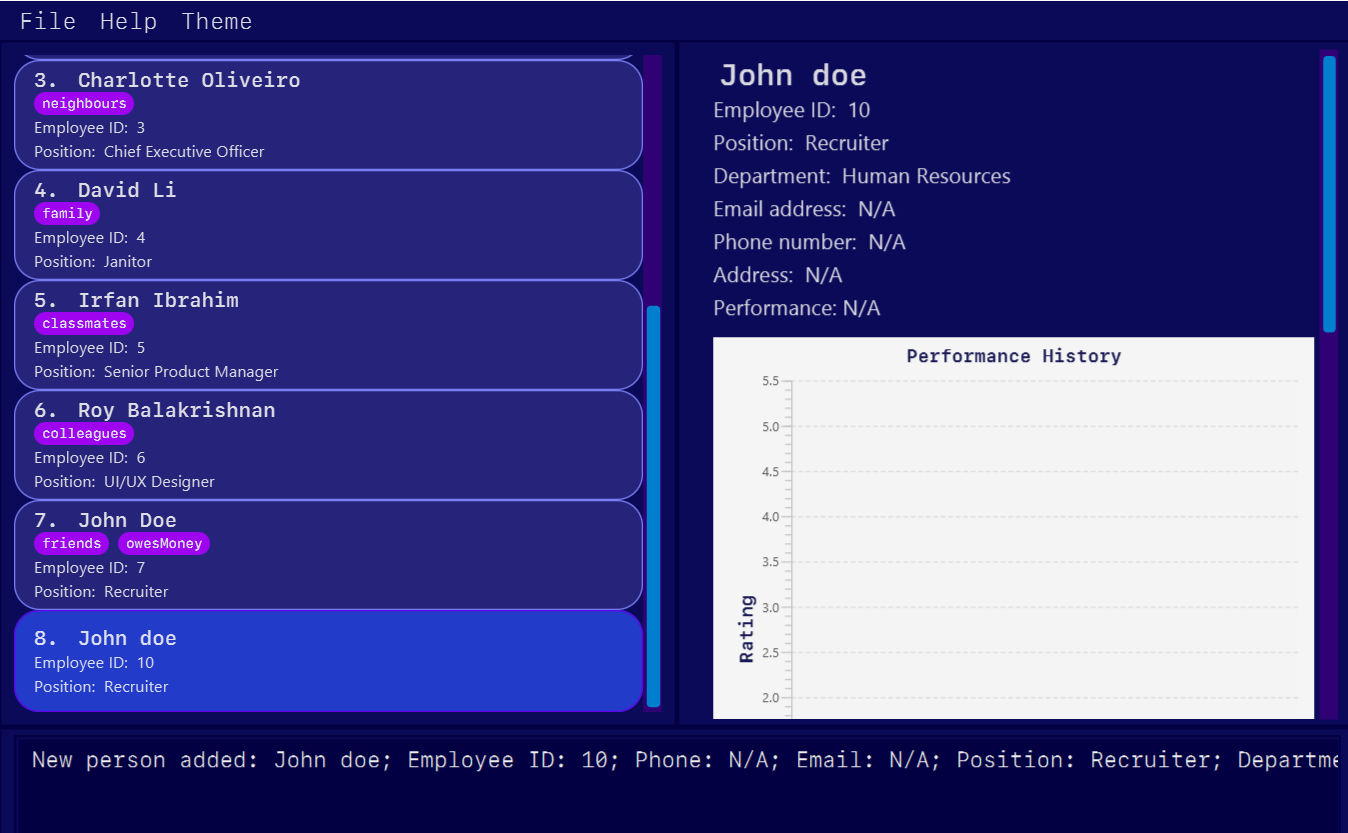 File Help Theme
3. Charlotte Oliveiro
neighbours
Employee ID: 3
Position: Chief Executive Officer
4. David Li
family
Employee ID: 4
Position: Janitor
5. Irfan Ibrahim
classmates
Employee ID: 5
Position: Senior Product Manager
6. Roy Balakrishnan
colleagues
Employee ID: 6
Position: UI/UX Designer
7. John Doe
friends owesMoney
Employee ID: 7
Position: Recruiter
8. John doe
Employee ID: 10
Position: Recruiter
John doe
Employee ID: 10
Position: Recruiter
Department: Human Resources
Email address: N/A
Phone number: N/A
Address: N/A
Performance: N/A
Performance History
5.5
5.0
4.5
4.0
3.5
3.0
2.5
2.0
Rating
New person added: John doe; Employee ID: 10; Phone: N/A; Email: N/A; Position: Recruiter; Departme